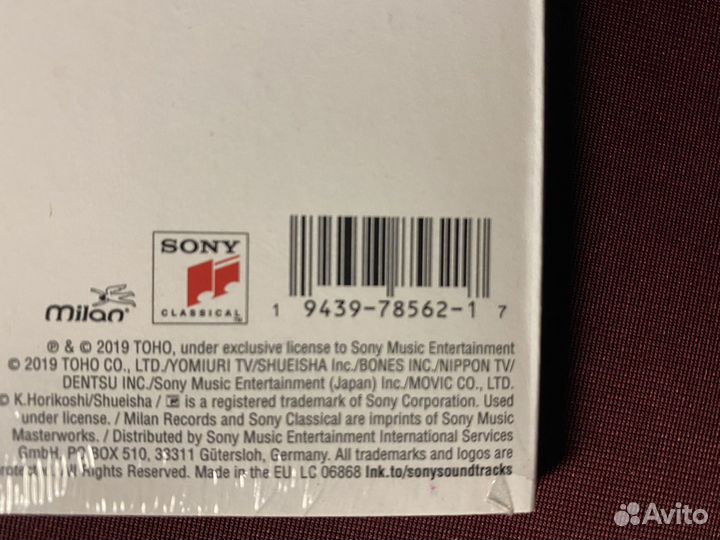 SONY
CLASSICAL
milan
1 9439-78562-1 7
℗ & © 2019 TOHO, under exclusive license to Sony Music Entertainment
© 2019 TOHO CO., LTD./YOMIURI TV/SHUEISHA Inc./BONES INC./NIPPON TV/
DENTSU INC./Sony Music Entertainment (Japan) Inc./MOVIC CO., LTD.
© K.Horikoshi/Shueisha / is a registered trademark of Sony Corporation. Used
under license. / Milan Records and Sony Classical are imprints of Sony Music
Masterworks. / Distributed by Sony Music Entertainment International Services
GmbH, PO BOX 510, 33311 Gütersloh, Germany. All trademarks and logos are
All Rights Reserved. Made in the EU. LC 06868 lnk.to/sonysoundtracks
Avito